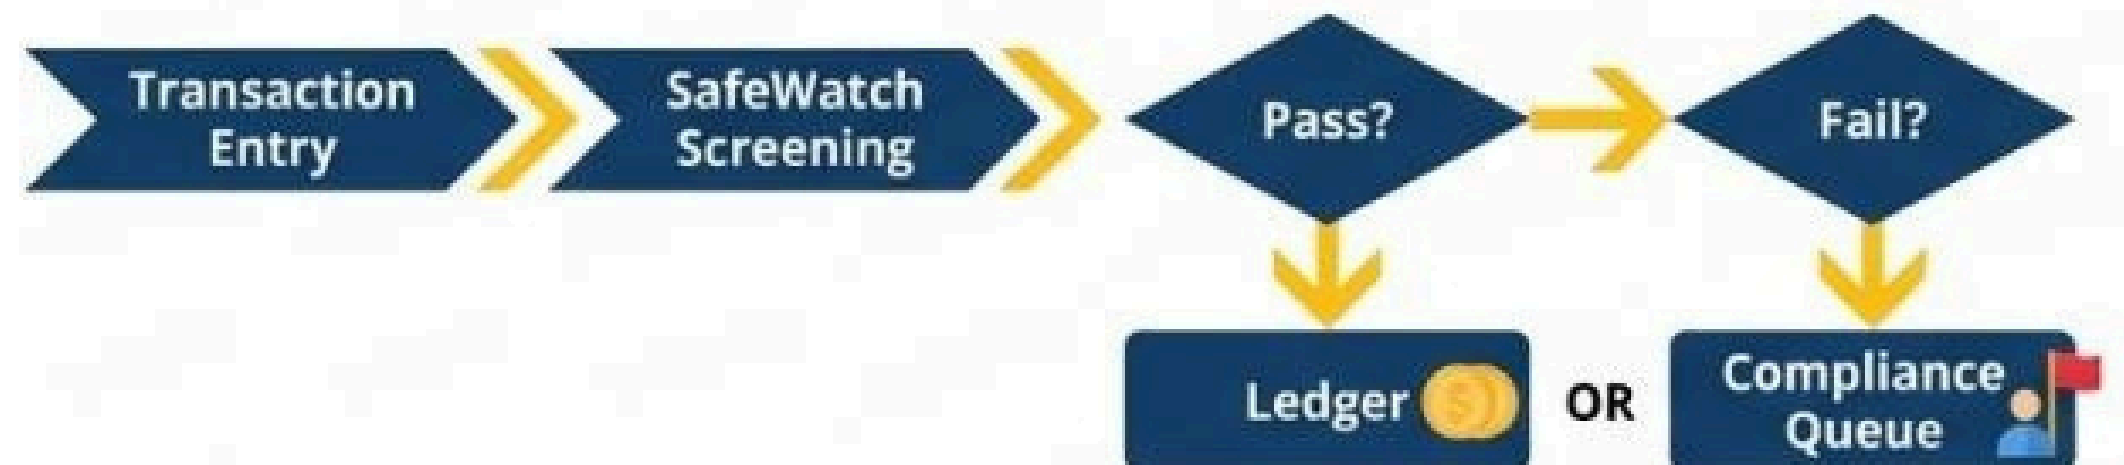 Transaction
Entry
SafeWatch
Screening
Pass?
Fail?
Ledger
$
OR
Compliance
Queue